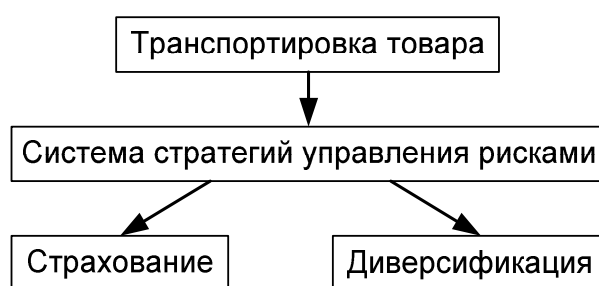 Транспортировка товара
Система стратегий управления рисками
Страхование
Диверсификация